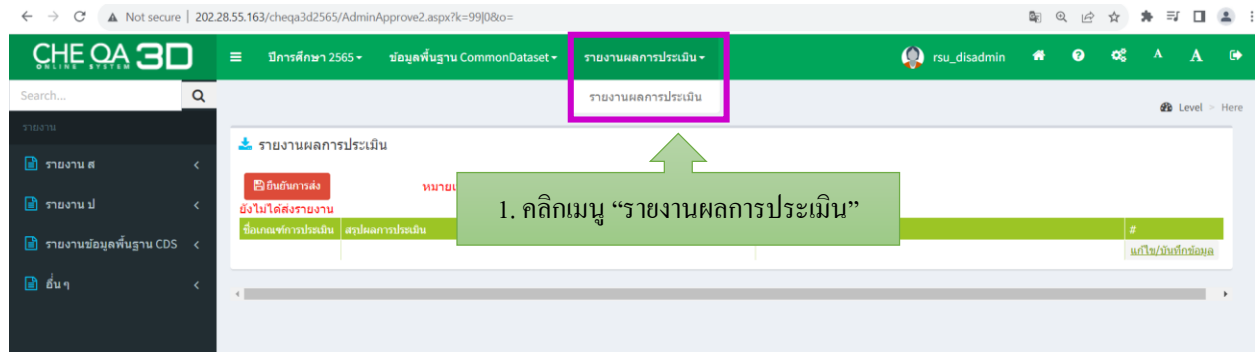 Not secure | 202.28.55.163/cheqa3d2565/AdminApprove2.aspx?k=99|0&o=
CHE QA 3D
ONLINE SYSTEM
ปีการศึกษา 2565
ข้อมูลพื้นฐาน CommonDataset
รายงานผลการประเมิน
rsu_disadmin
A
A
Search...
รายงานผลการประเมิน
Level > Here
รายงาน
รายงานผลการประเมิน
รายงาน ส
ยืนยันการส่ง
1. คลิกเมนู “รายงานผลการประเมิน”
รายงาน ป
ยังไม่ได้ส่งรายงาน
ชื่อเกณฑ์การประเมิน
สรุปผลการประเมิน
#
รายงานข้อมูลพื้นฐาน CDS
แก้ไข/บันทึกข้อมูล
อื่น ๆ